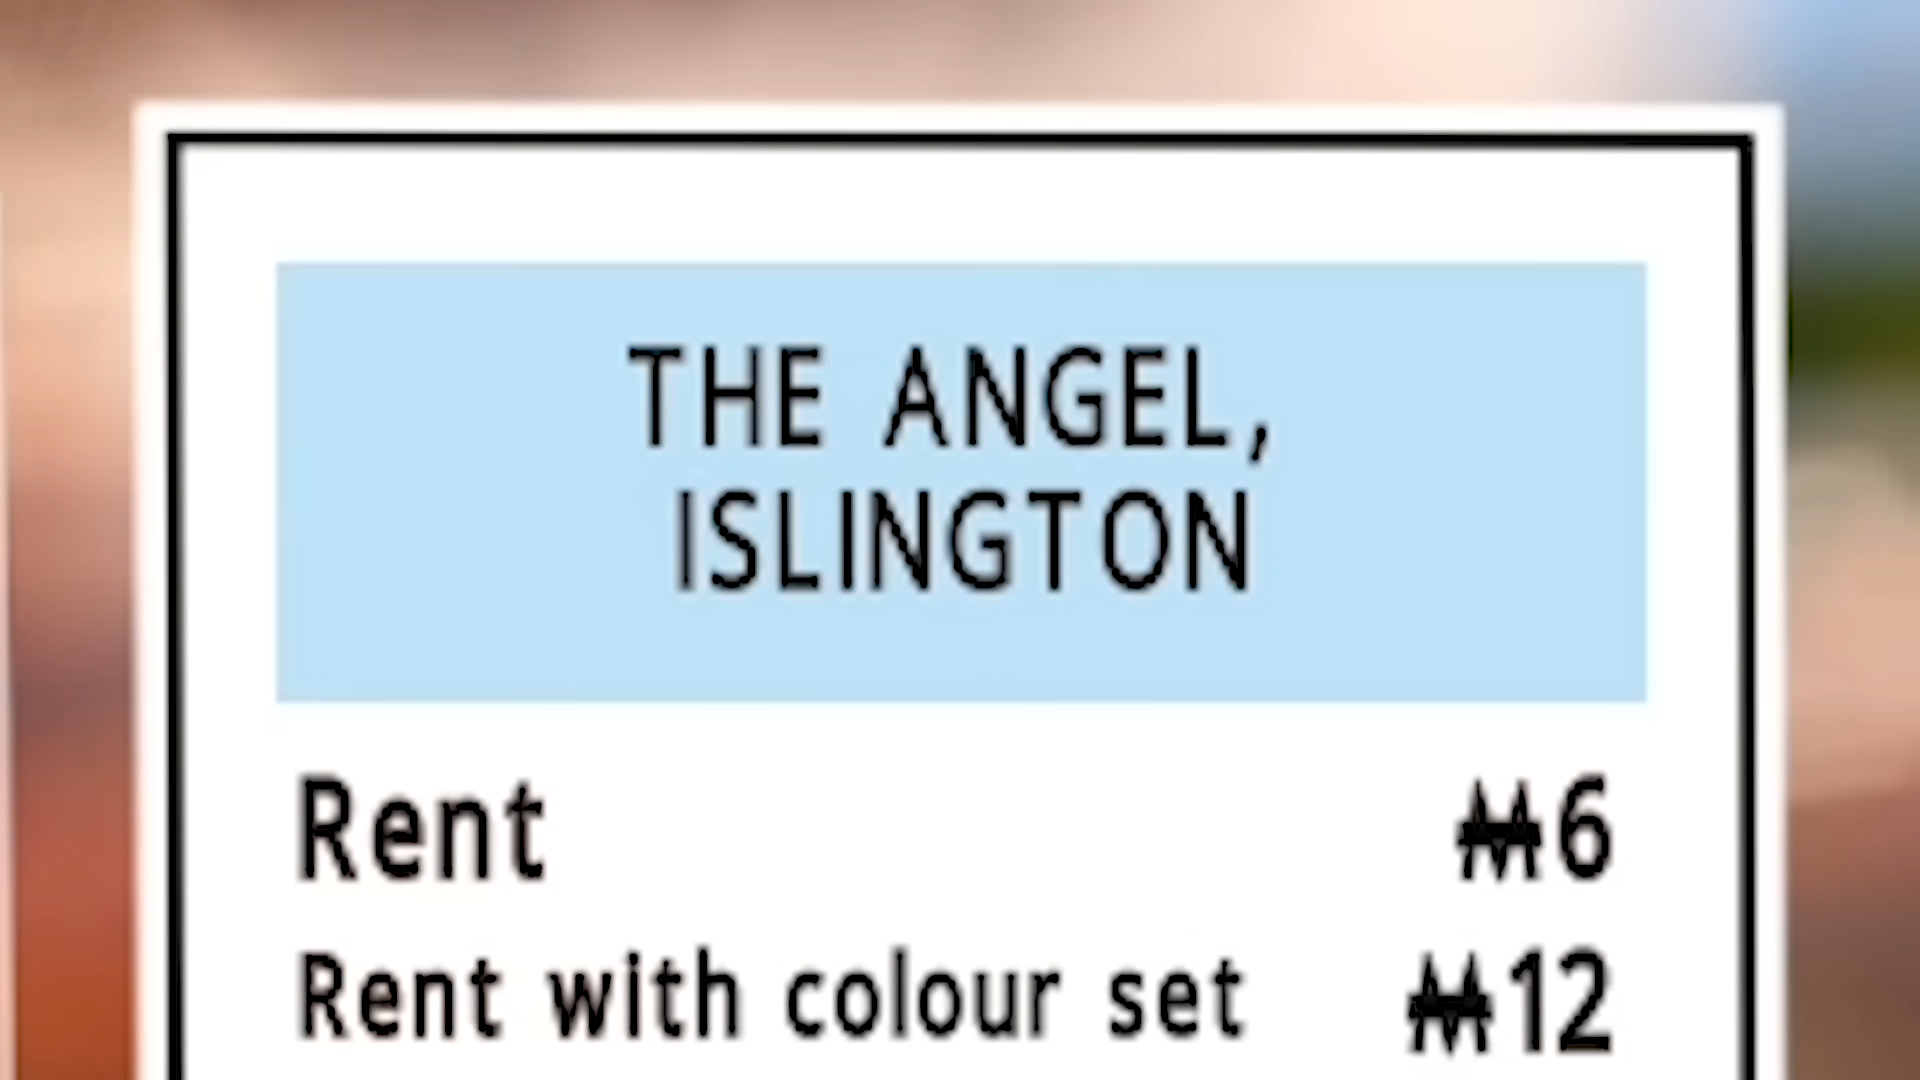 THE ANGEL,
ISLINGTON
Rent ₩6
Rent with colour set ₩12